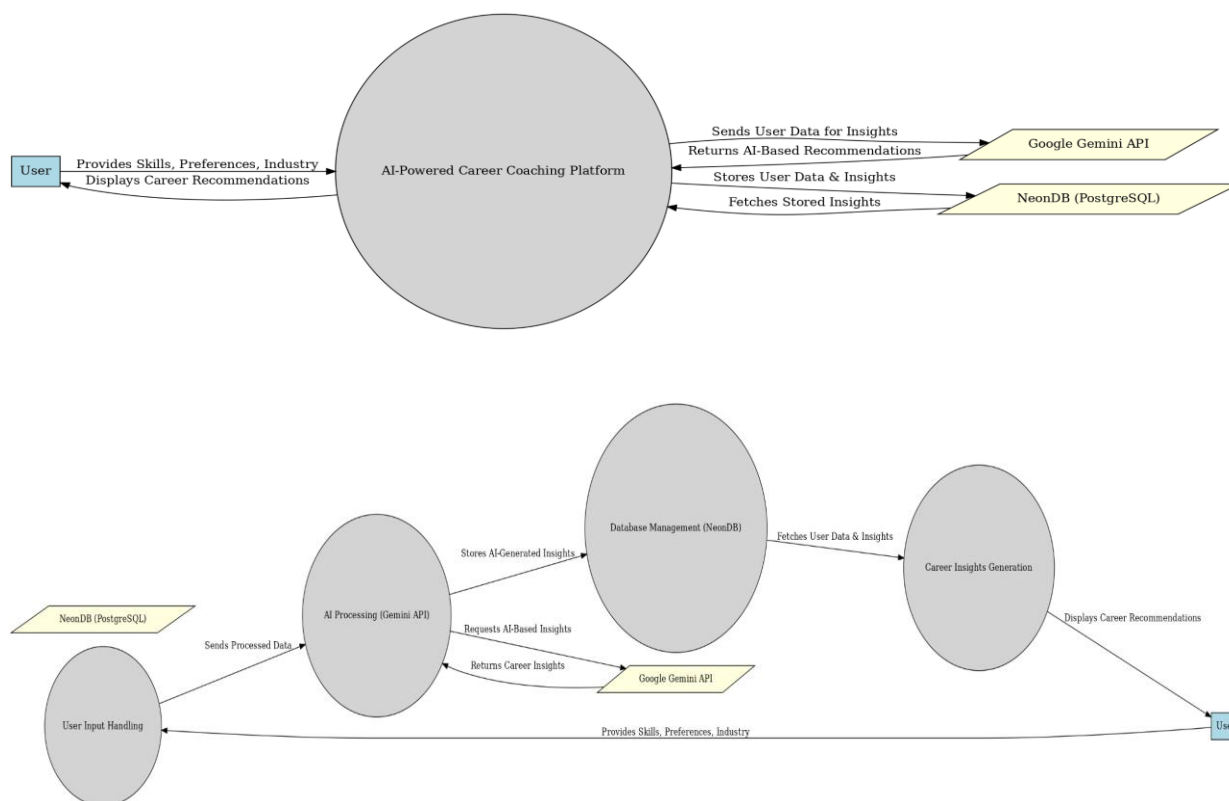 Sends User Data for Insights
Google Gemini API
Returns AI-Based Recommendations
User
Provides Skills, Preferences, Industry
AI-Powered Career Coaching Platform
Displays Career Recommendations
Stores User Data & Insights
NeonDB (PostgreSQL)
Fetches Stored Insights
Database Management (NeonDB)
Fetches User Data & Insights
Stores AI-Generated Insights
Career Insights Generation
NeonDB (PostgreSQL)
AI Processing (Gemini API)
Displays Career Recommendations
Requests AI-Based Insights
Sends Processed Data
Returns Career Insights
Google Gemini API
User Input Handling
Provides Skills, Preferences, Industry
Use